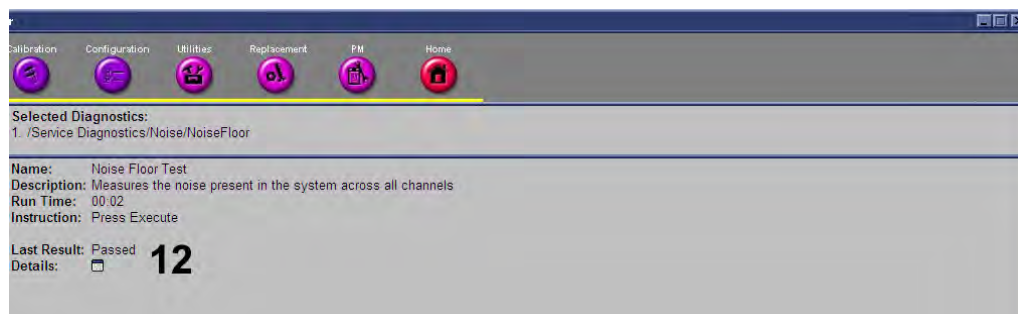 Calibration Configuration Utilities Replacement PM Home
Selected Diagnostics:
1. /Service Diagnostics/Noise/NoiseFloor
Name: Noise Floor Test
Description: Measures the noise present in the system across all channels
Run Time: 00:02
Instruction: Press Execute
Last Result: Passed
Details:
12